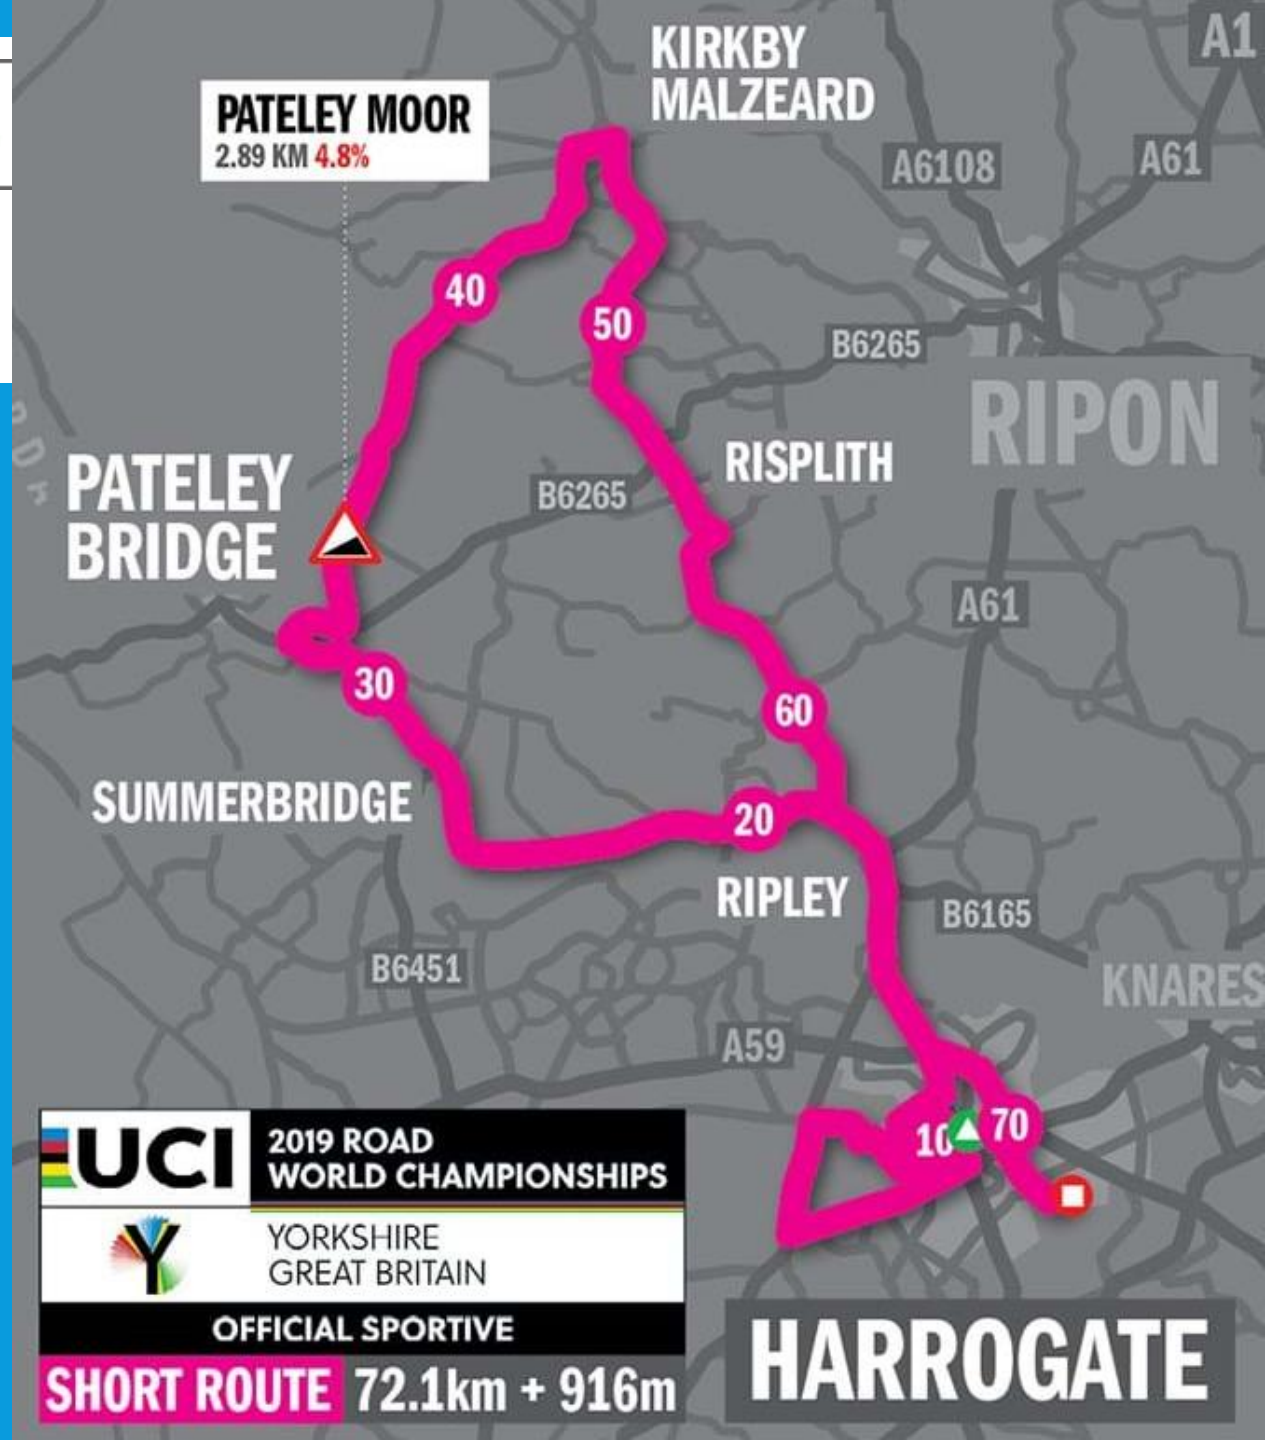 KIRKBY
MALZEARD
A1
PATELEY MOOR
2.89 KM 4.8%
A6108
A61
40
50
B6265
RIPON
PATELEY
BRIDGE
RISPLITH
B6265
A61
30
60
SUMMERBRIDGE
20
RIPLEY
B6165
B6451
KNARES
A59
10
70
UCI
2019 ROAD
WORLD CHAMPIONSHIPS
Y
YORKSHIRE
GREAT BRITAIN
OFFICIAL SPORTIVE
SHORT ROUTE 72.1km + 916m
HARROGATE